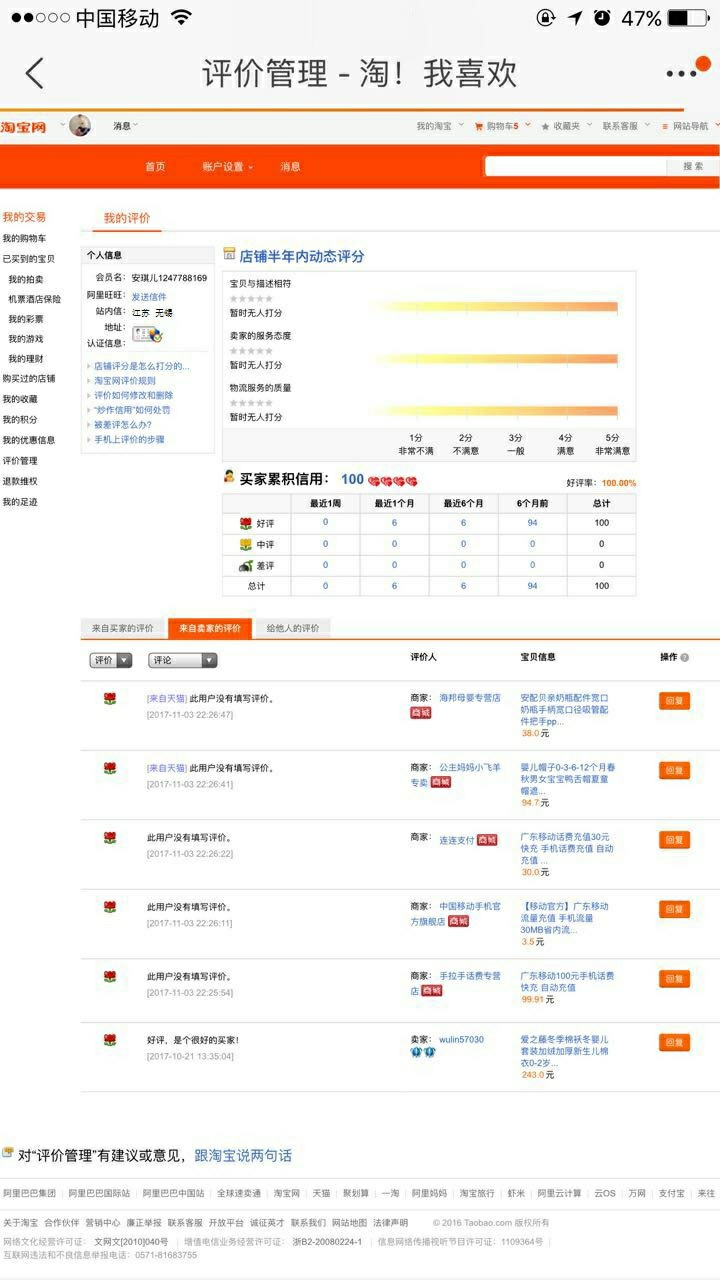 中国移动 47%
评价管理 - 淘！我喜欢
淘宝网 消息 我的淘宝 购物车5 收藏夹 联系客服 网站导航
首页 账户设置 消息 搜 索
我的交易
我的购物车
已买到的宝贝
我的拍卖
机票酒店保险
我的彩票
我的游戏
我的理财
购买过的店铺
我的收藏
我的积分
我的优惠信息
评价管理
退款维权
我的足迹
我的评价
个人信息
会员名： 安琪儿1247788169
阿里旺旺： 发送信件
站内信： 江苏 无锡
地址：
认证信息：
店铺评分是怎么打分的...
淘宝网评价规则
评价如何修改和删除
“炒作信用”如何处罚
被差评怎么办?
手机上评价的步骤
店铺半年内动态评分
宝贝与描述相符
暂时无人打分
卖家的服务态度
暂时无人打分
物流服务的质量
暂时无人打分
1分 2分 3分 4分 5分
非常不满 不满意 一般 满意 非常满意
买家累积信用： 100 好评率：100.00%
最近1周 最近1个月 最近6个月 6个月前 总计
好评 0 6 6 94 100
中评 0 0 0 0 0
差评 0 0 0 0 0
总计 0 6 6 94 100
来自买家的评价 来自卖家的评价 给他人的评价
评价 评论 评价人 宝贝信息 操作
[来自天猫] 此用户没有填写评价。
[2017-11-03 22:26:47]
商家： 海邦母婴专营店
商城
安配贝亲奶瓶配件宽口
奶瓶手柄宽口径吸管配
件把手pp...
38.0元
回复
[来自天猫] 此用户没有填写评价。
[2017-11-03 22:26:41]
商家： 公主妈妈小飞羊
专卖 商城
婴儿帽子0-3-6-12个月春
秋男女宝宝鸭舌帽夏童
帽遮...
94.7元
回复
此用户没有填写评价。
[2017-11-03 22:26:22]
商家： 连连支付 商城
广东移动话费充值30元
快充 手机话费充值 自动
充值 ...
30.0元
回复
此用户没有填写评价。
[2017-11-03 22:26:11]
商家： 中国移动手机官
方旗舰店 商城
【移动官方】广东移动
流量充值 手机流量
30MB省内流...
3.5元
回复
此用户没有填写评价。
[2017-11-03 22:25:54]
商家： 手拉手话费专营
店 商城
广东移动100元手机话费
快充 自动充值
99.91元
回复
好评，是个很好的买家！
[2017-10-21 13:35:04]
卖家： wulin57030
爱之藤冬季棉袄冬婴儿
套装加绒加厚新生儿棉
衣0-2岁...
243.0元
回复
对“评价管理”有建议或意见，跟淘宝说两句话
阿里巴巴集团 | 阿里巴巴国际站 | 阿里巴巴中国站 | 全球速卖通 | 淘宝网 | 天猫 | 聚划算 | 一淘 | 阿里妈妈 | 淘宝旅行 | 虾米 | 阿里云计算 | 云OS | 万网 | 支付宝 | 来往
关于淘宝 合作伙伴 营销中心 廉正举报 联系客服 开放平台 诚征英才 联系我们 网站地图 法律声明 © 2016 Taobao.com 版权所有
网络文化经营许可证： 文网文[2010]040号 | 增值电信业务经营许可证： 浙B2-20080224-1 | 信息网络传播视听节目许可证：1109364号 |
互联网违法和不良信息举报电话：0571-81683755